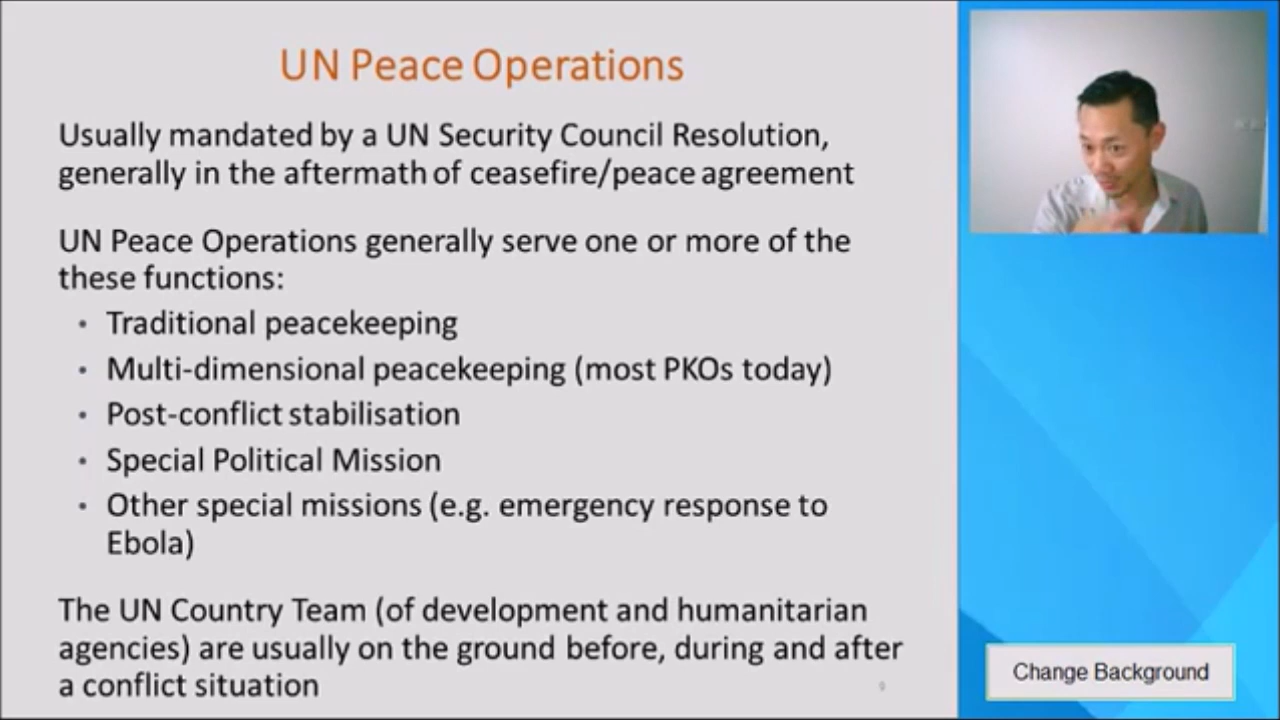 UN Peace Operations
Usually mandated by a UN Security Council Resolution,
generally in the aftermath of ceasefire/peace agreement
UN Peace Operations generally serve one or more of the
these functions:
• Traditional peacekeeping
• Multi-dimensional peacekeeping (most PKOs today)
• Post-conflict stabilisation
• Special Political Mission
• Other special missions (e.g. emergency response to
Ebola)
The UN Country Team (of development and humanitarian
agencies) are usually on the ground before, during and after
a conflict situation
9
Change Background